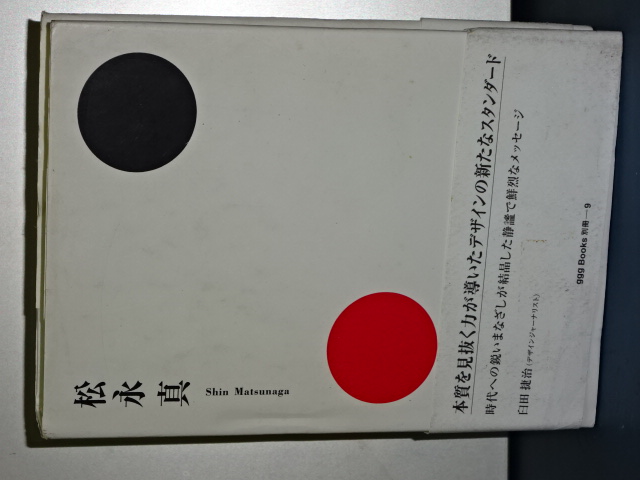 松永真
Shin Matsunaga
本質を見抜く力が導いたデザインの新たなスタンダード
時代への鋭いまなざしが結晶した静謐で鮮烈なメッセージ
臼田捷治(デザインジャーナリスト)
ggg Books 別冊—9